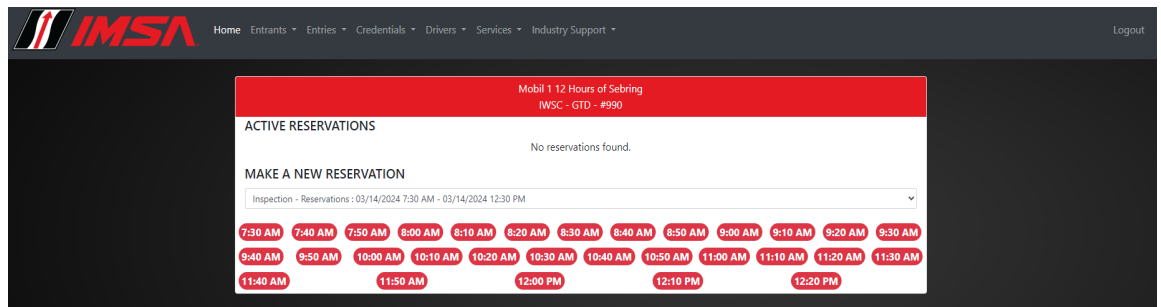 IMSA. Home Entrants Entries Credentials Drivers Services Industry Support Logout
Mobil 1 12 Hours of Sebring
IWSC - GTD - #990
ACTIVE RESERVATIONS
No reservations found.
MAKE A NEW RESERVATION
Inspection - Reservations : 03/14/2024 7:30 AM - 03/14/2024 12:30 PM
7:30 AM 7:40 AM 7:50 AM 8:00 AM 8:10 AM 8:20 AM 8:30 AM 8:40 AM 8:50 AM 9:00 AM 9:10 AM 9:20 AM 9:30 AM
9:40 AM 9:50 AM 10:00 AM 10:10 AM 10:20 AM 10:30 AM 10:40 AM 10:50 AM 11:00 AM 11:10 AM 11:20 AM 11:30 AM
11:40 AM 11:50 AM 12:00 PM 12:10 PM 12:20 PM